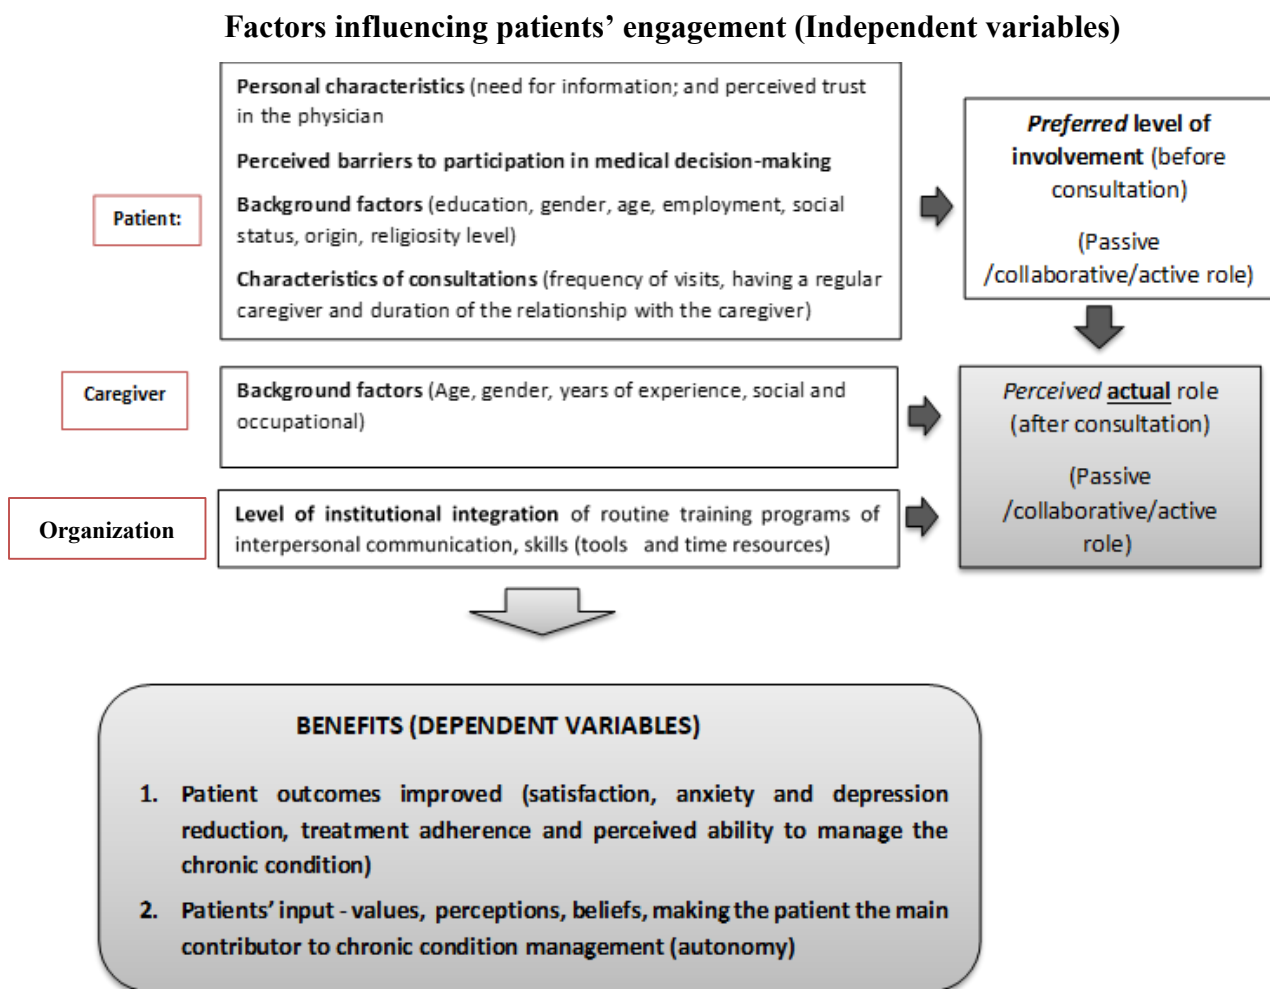 Factors influencing patients’ engagement (Independent variables)
Patient:
Personal characteristics (need for information; and perceived trust
in the physician
Perceived barriers to participation in medical decision-making
Background factors (education, gender, age, employment, social
status, origin, religiosity level)
Characteristics of consultations (frequency of visits, having a regular
caregiver and duration of the relationship with the caregiver)
Preferred level of
involvement (before
consultation)
(Passive
/collaborative/active role)
Caregiver
Background factors (Age, gender, years of experience, social and
occupational)
Perceived actual role
(after consultation)
(Passive
/collaborative/active
role)
Organization
Level of institutional integration of routine training programs of
interpersonal communication, skills (tools and time resources)
BENEFITS (DEPENDENT VARIABLES)
1. Patient outcomes improved (satisfaction, anxiety and depression
reduction, treatment adherence and perceived ability to manage the
chronic condition)
2. Patients’ input - values, perceptions, beliefs, making the patient the main
contributor to chronic condition management (autonomy)